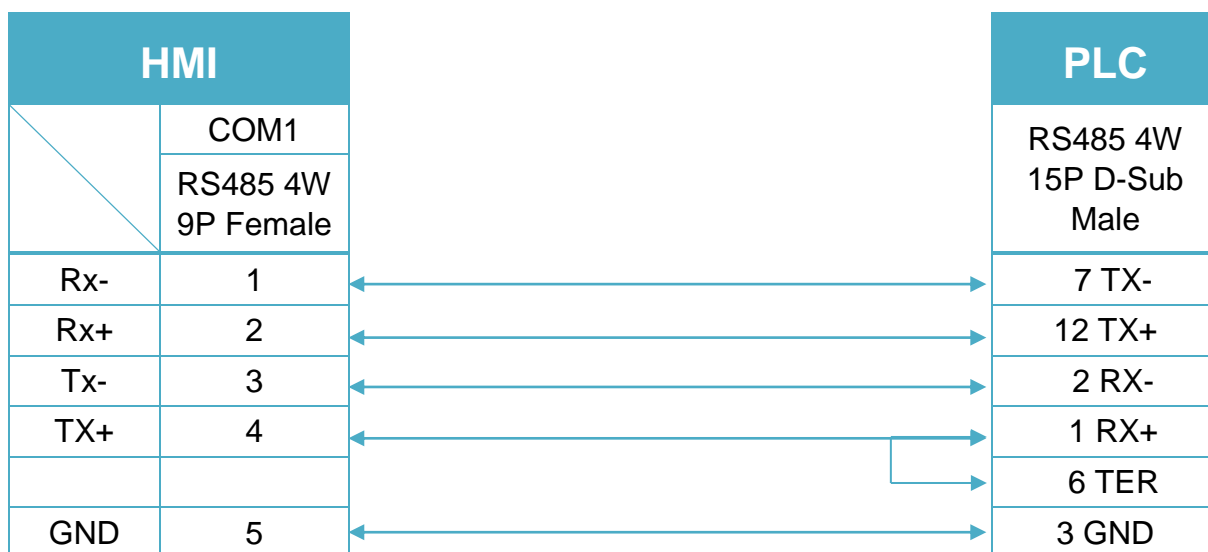 HMI
PLC
COM1
RS485 4W
9P Female
RS485 4W
15P D-Sub
Male
Rx- 1 7 TX-
Rx+ 2 12 TX+
Tx- 3 2 RX-
TX+ 4 1 RX+
6 TER
GND 5 3 GND